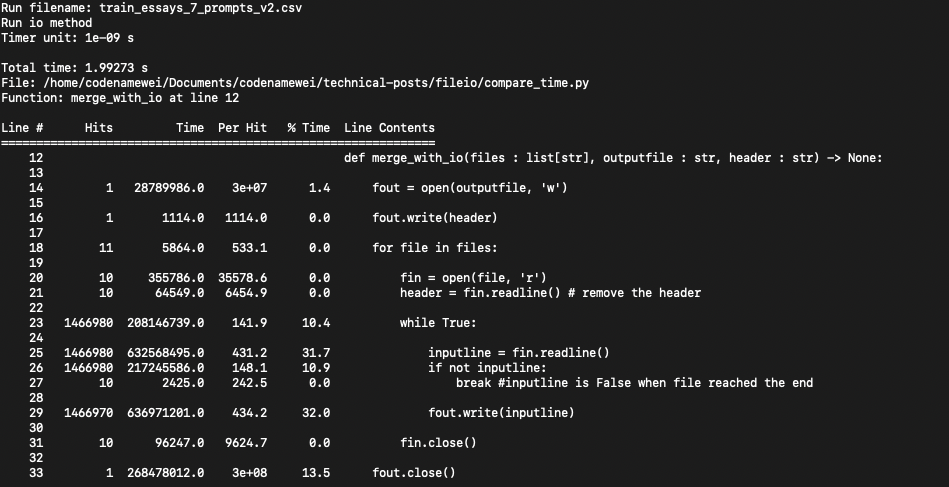 Run filename: train_essays_7_prompts_v2.csv
Run io method
Timer unit: 1e-09 s
Total time: 1.99273 s
File: /home/codenamewei/Documents/codenamewei/technical-posts/fileio/compare_time.py
Function: merge_with_io at line 12
Line #      Hits         Time  Per Hit   % Time  Line Contents
==============================================================
    12                                           def merge_with_io(files : list[str], outputfile : str, header : str) -> None:
    13
    14         1   28789986.0    3e+07      1.4      fout = open(outputfile, 'w')
    15
    16         1       1114.0   1114.0      0.0      fout.write(header)
    17
    18        11       5864.0    533.1      0.0      for file in files:
    19
    20        10     355786.0  35578.6      0.0          fin = open(file, 'r')
    21        10      64549.0   6454.9      0.0          header = fin.readline() # remove the header
    22
    23   1466980  208146739.0    141.9     10.4          while True:
    24
    25   1466980  632568495.0    431.2     31.7              inputline = fin.readline()
    26   1466980  217245586.0    148.1     10.9              if not inputline:
    27        10       2425.0    242.5      0.0                  break #inputline is False when file reached the end
    28
    29   1466970  636971201.0    434.2     32.0              fout.write(inputline)
    30
    31        10      96247.0   9624.7      0.0          fin.close()
    32
    33         1  268478012.0    3e+08     13.5      fout.close()